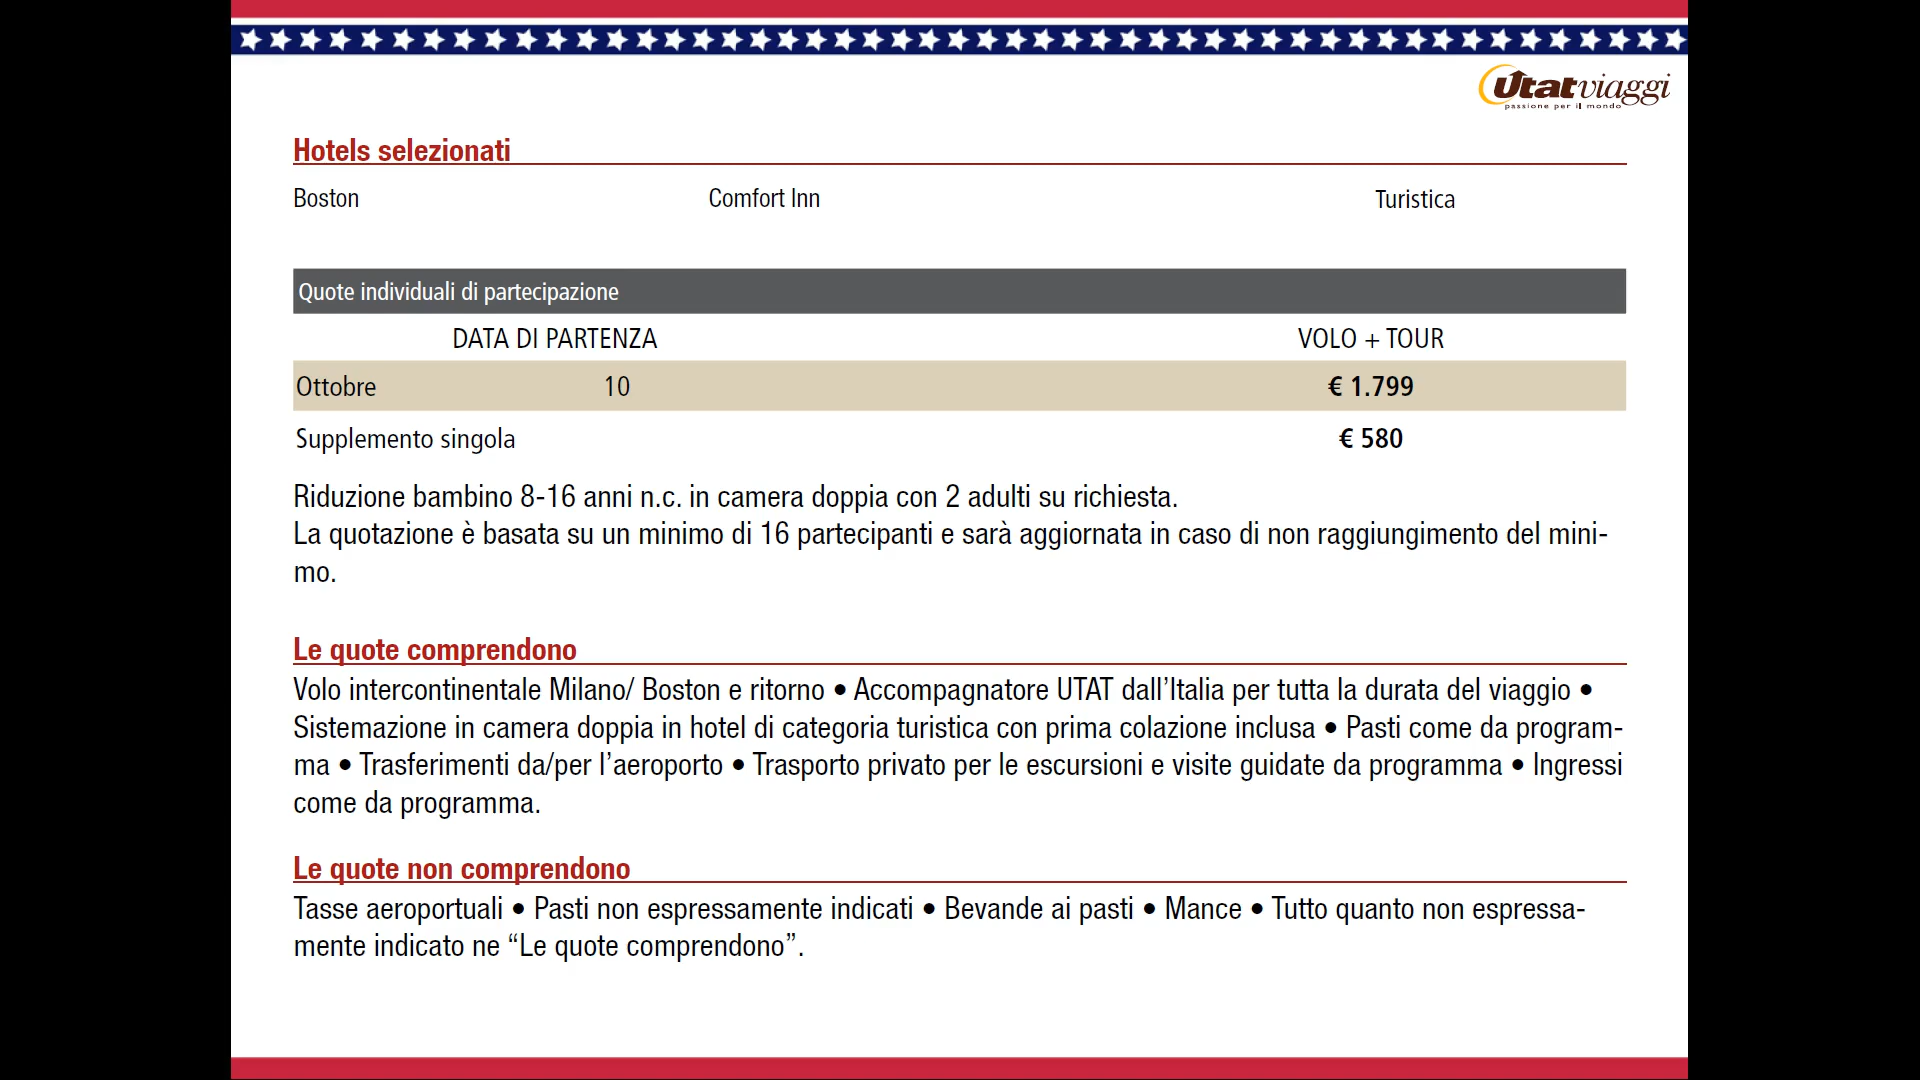 Utat viaggi
passione per il mondo
Hotels selezionati
Boston Comfort Inn Turistica
Quote individuali di partecipazione
DATA DI PARTENZA VOLO + TOUR
Ottobre 10 € 1.799
Supplemento singola € 580
Riduzione bambino 8-16 anni n.c. in camera doppia con 2 adulti su richiesta.
La quotazione è basata su un minimo di 16 partecipanti e sarà aggiornata in caso di non raggiungimento del mini-
mo.
Le quote comprendono
Volo intercontinentale Milano/ Boston e ritorno • Accompagnatore UTAT dall’Italia per tutta la durata del viaggio •
Sistemazione in camera doppia in hotel di categoria turistica con prima colazione inclusa • Pasti come da program-
ma • Trasferimenti da/per l’aeroporto • Trasporto privato per le escursioni e visite guidate da programma • Ingressi
come da programma.
Le quote non comprendono
Tasse aeroportuali • Pasti non espressamente indicati • Bevande ai pasti • Mance • Tutto quanto non espressa-
mente indicato ne “Le quote comprendono”.